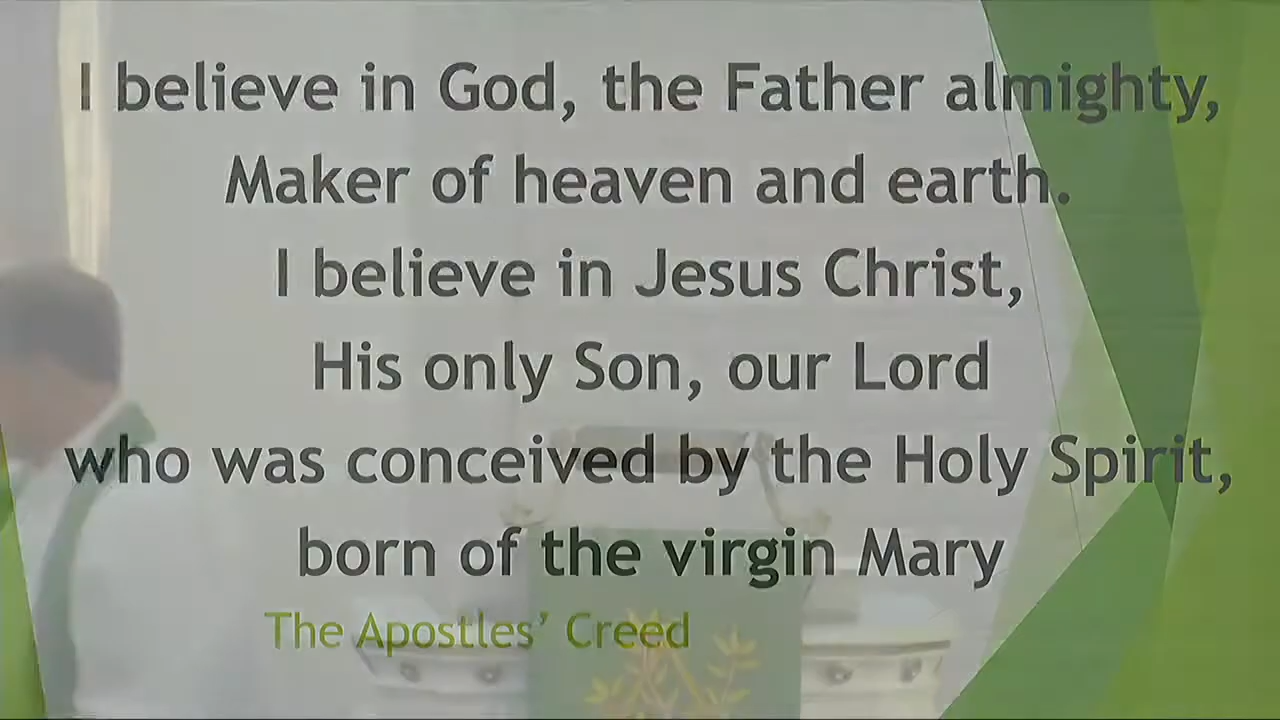 I believe in God, the Father almighty,
Maker of heaven and earth.
I believe in Jesus Christ,
His only Son, our Lord
who was conceived by the Holy Spirit,
born of the virgin Mary
The Apostles’ Creed